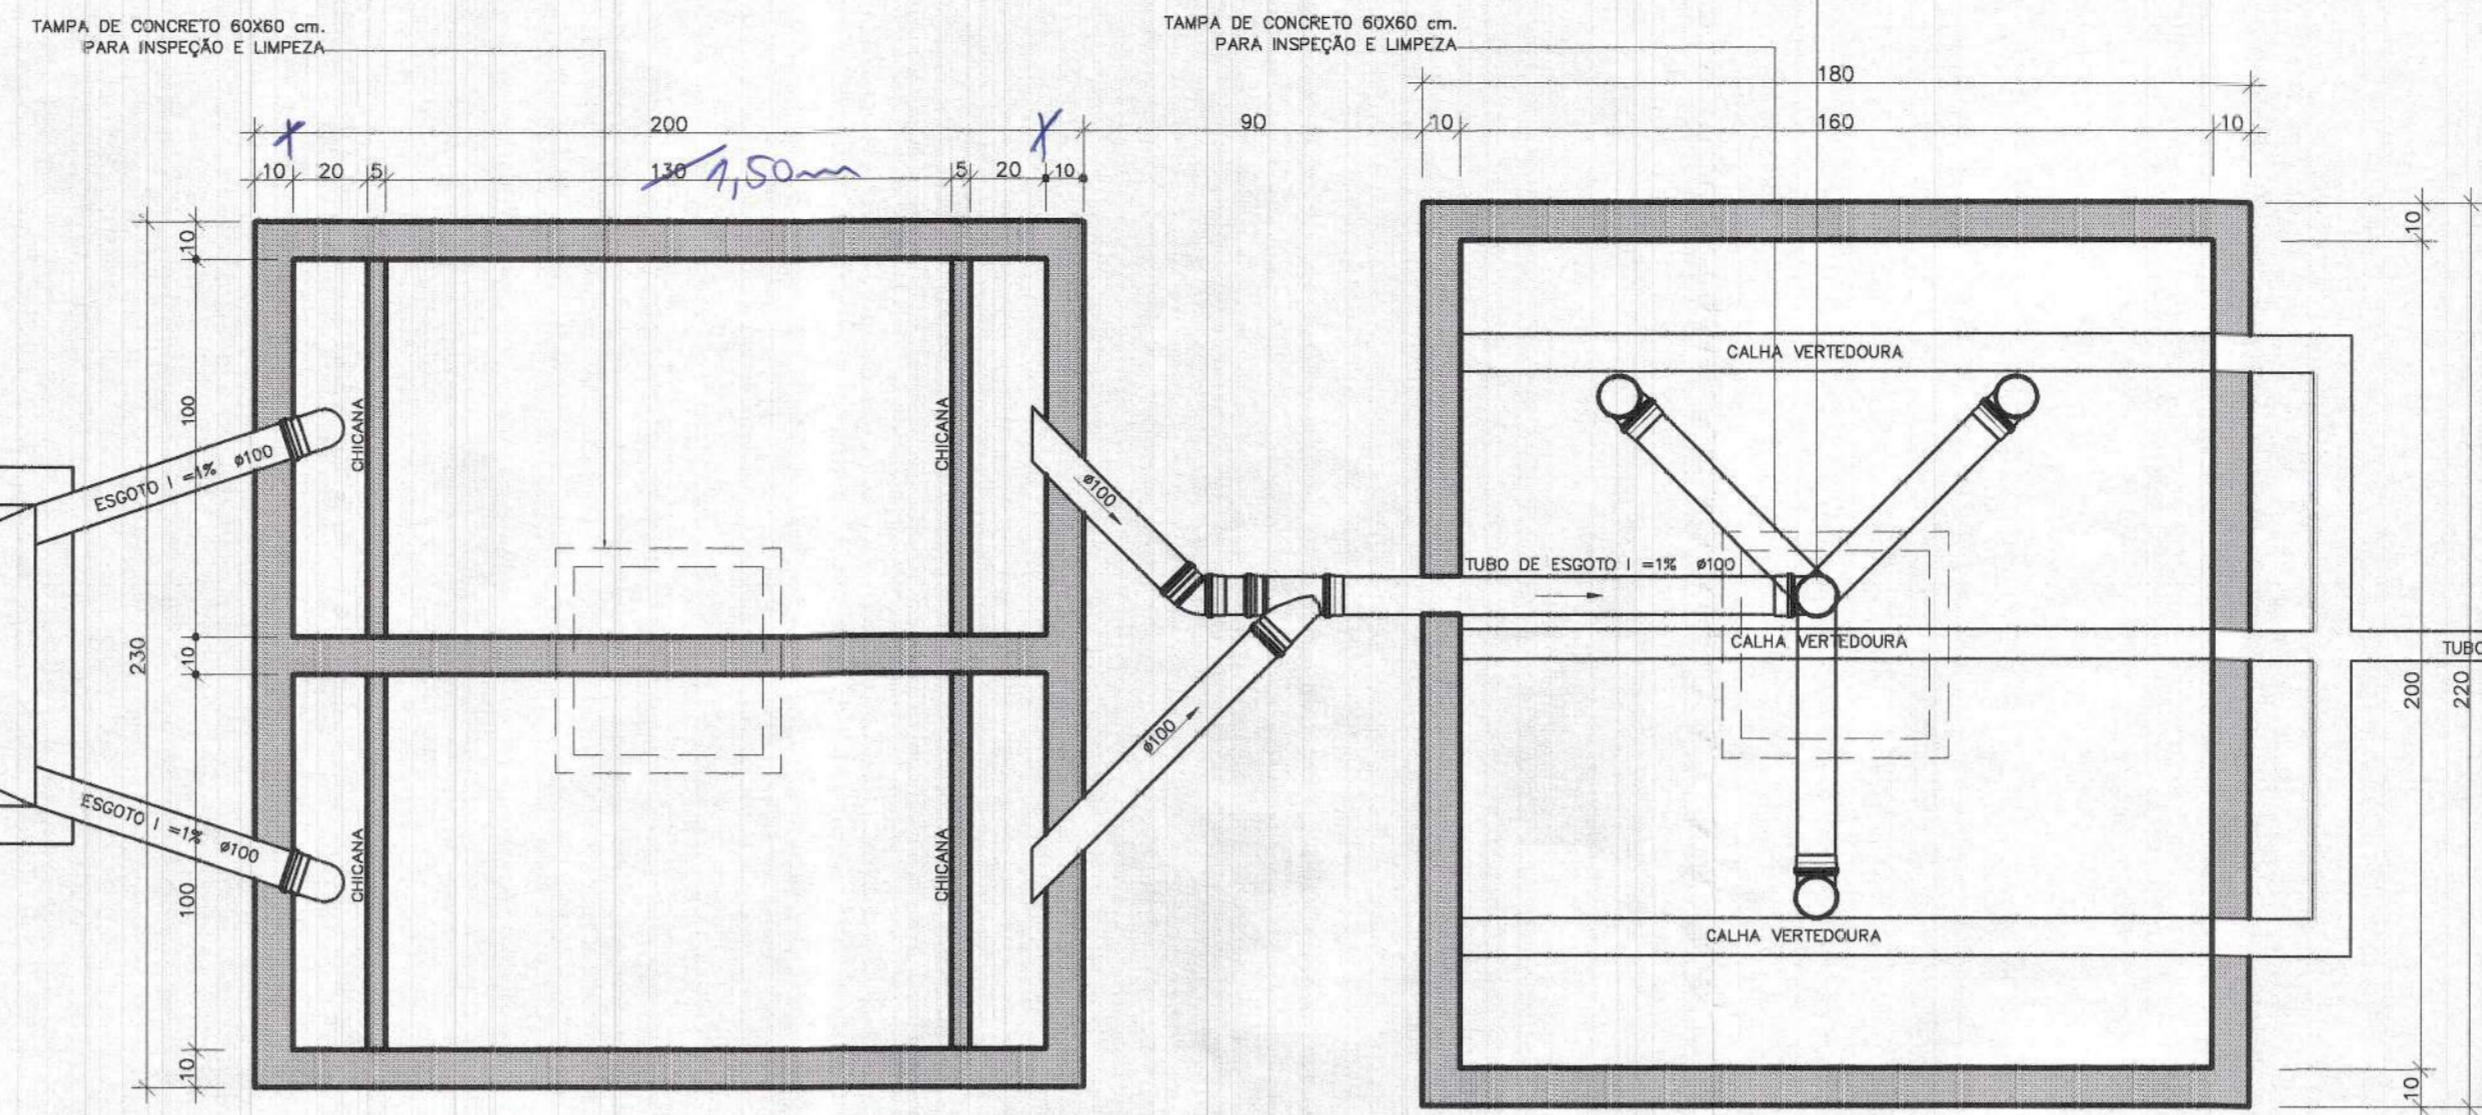 TAMPA DE CONCRETO 60X60 cm.
PARA INSPEÇÃO E LIMPEZA
TAMPA DE CONCRETO 60X60 cm.
PARA INSPEÇÃO E LIMPEZA
180
200
90
10
160
10
X
X
10
20
5
130
1,50m
5
20
10
10
100
10
100
10
230
CHICANA
CHICANA
CHICANA
CHICANA
ESGOTO I =1% ø100
ESGOTO I =1% ø100
ø100
ø100
TUBO DE ESGOTO I =1% ø100
CALHA VERTEDOURA
CALHA VERTEDOURA
CALHA VERTEDOURA
TUBO
10
200
220
10